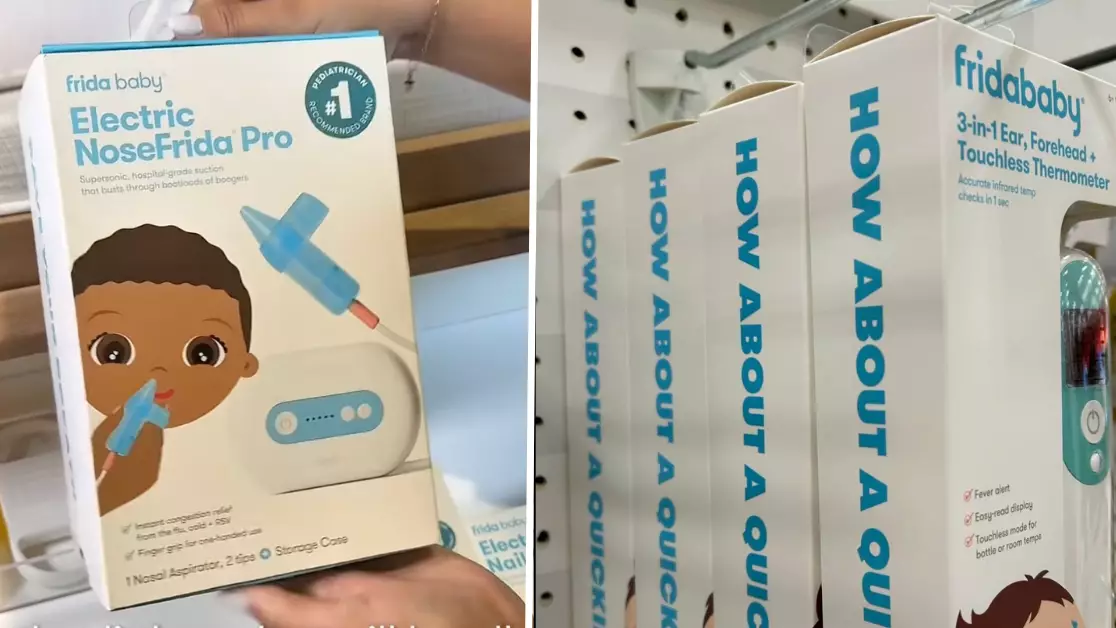 frida baby
Electric
NoseFrida® Pro
Supersonic, hospital-grade suction
that busts through boatloads of boogers.
PEDIATRICIAN
#1
RECOMMENDED BRAND
Instant congestion relief
from the flu, cold + RSV
Finger grip for one-handed use
1 Nasal Aspirator, 2 tips + Storage Case
frida baby
Elect
Nail
HOW ABOUT A QUICKI
HOW ABOUT A QUICK
HOW ABOUT A QUIC
HOW ABOUT A QUI
fridababy®
3-in-1 Ear, Forehead +
Touchless Thermometer
Accurate infrared temp
checks in 1 sec
Fever alert
Easy-read display
Touchless mode for
bottle or room temps